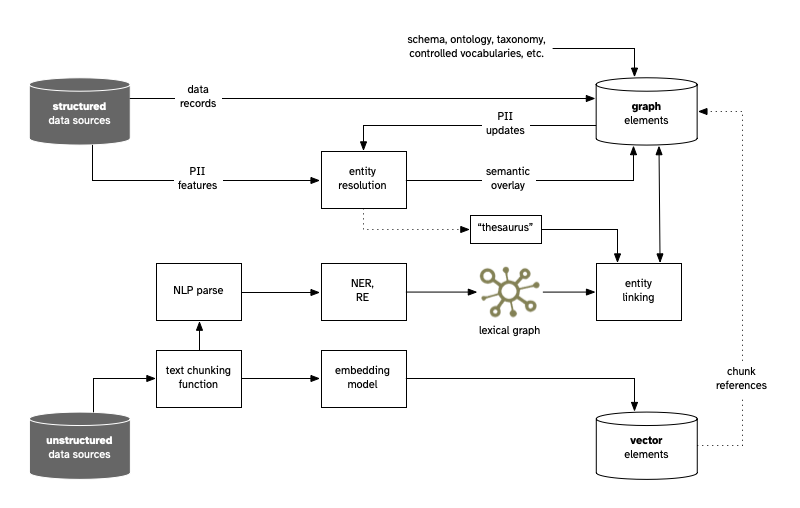 schema, ontology, taxonomy,
controlled vocabularies, etc.
structured
data sources
data
records
graph
elements
PII
updates
PII
features
entity
resolution
semantic
overlay
“thesaurus”
NLP parse
NER,
RE
lexical graph
entity
linking
text chunking
function
embedding
model
chunk
references
unstructured
data sources
vector
elements